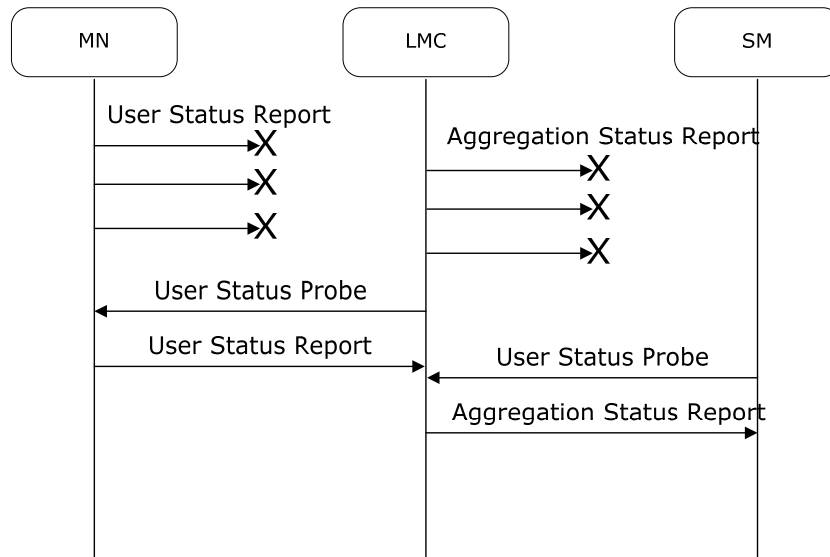 MN
LMC
SM
User Status Report
X
Aggregation Status Report
X
X
X
X
X
User Status Probe
User Status Report
User Status Probe
Aggregation Status Report